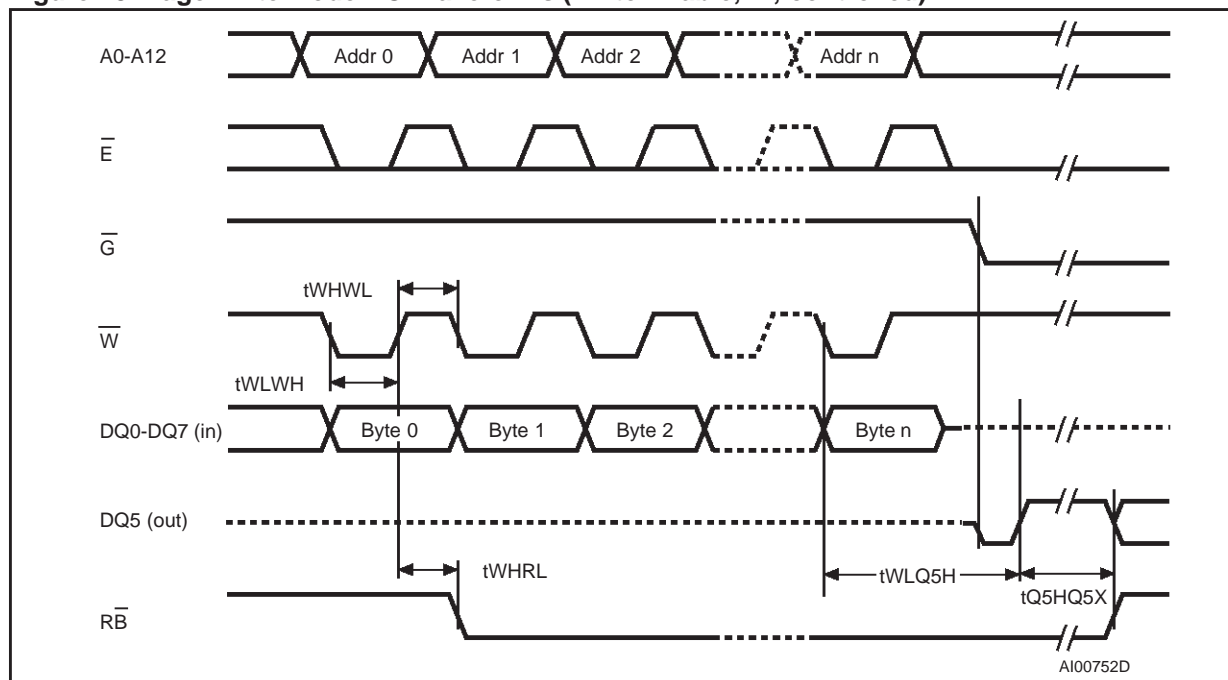 A0-A12
Addr 0
Addr 1
Addr 2
Addr n
E̅
G̅
tWHWL
W̅
tWLWH
DQ0-DQ7 (in)
Byte 0
Byte 1
Byte 2
Byte n
DQ5 (out)
tWHRL
tWLQ5H
tQ5HQ5X
RB̅
AI00752D